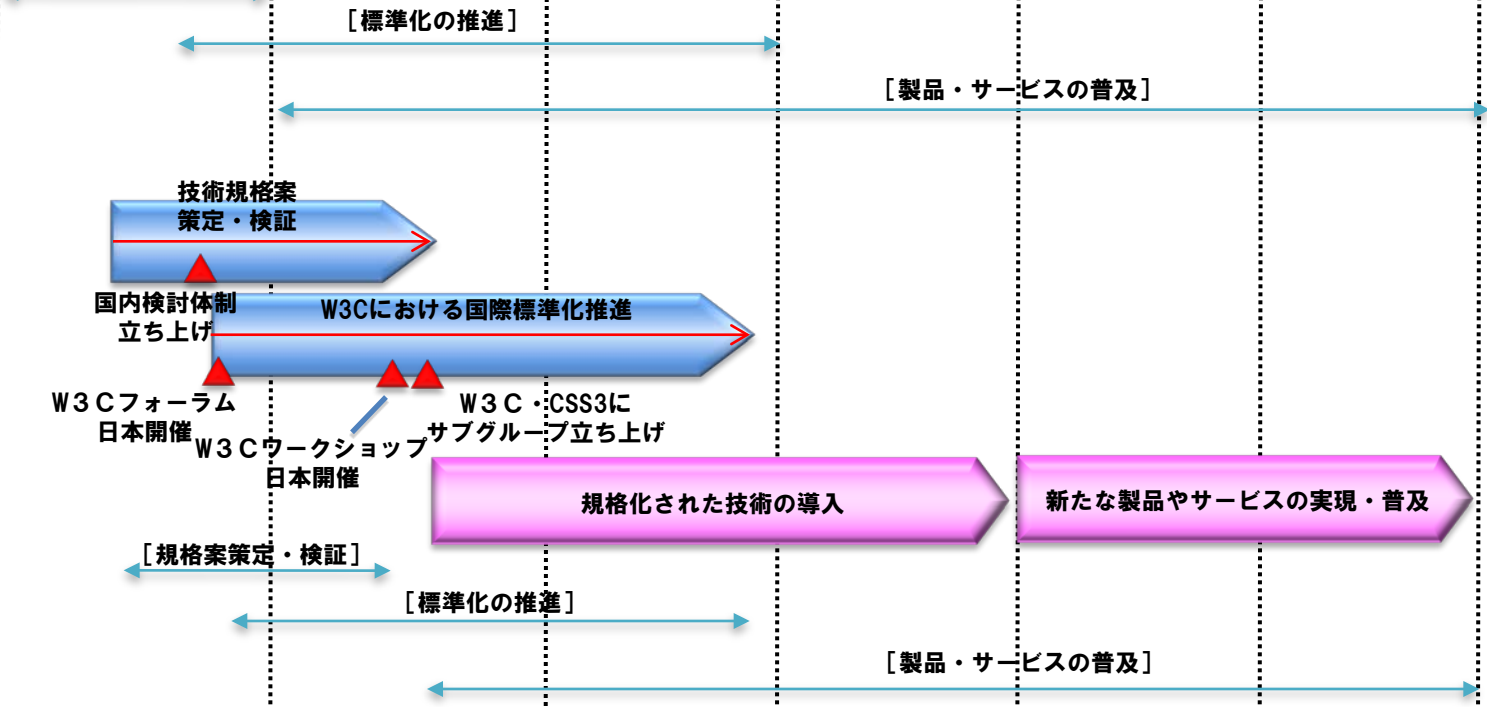 ［標準化の推進］
［製品・サービスの普及］
技術規格案
策定・検証
国内検討体制
立ち上げ
W3Cにおける国際標準化推進
Ｗ３Ｃフォーラム
日本開催
Ｗ３Ｃワークショップ
日本開催
Ｗ３Ｃ・CSS3に
サブグループ立ち上げ
規格化された技術の導入
新たな製品やサービスの実現・普及
［規格案策定・検証］
［標準化の推進］
［製品・サービスの普及］